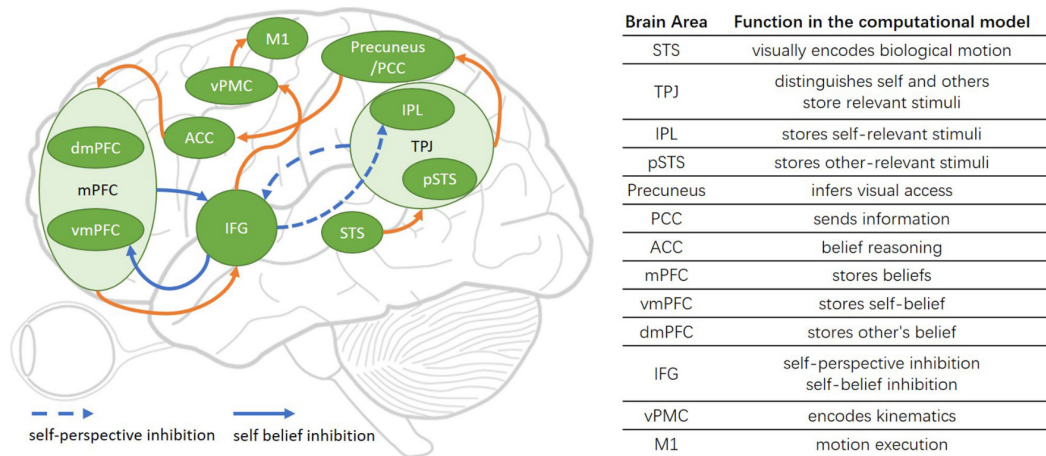 M1
Precuneus
/PCC
vPMC
IPL
ACC
TPJ
dmPFC
mPFC
pSTS
vmPFC
IFG
STS
self-perspective inhibition
self belief inhibition
Brain Area Function in the computational model
STS visually encodes biological motion
TPJ distinguishes self and others
store relevant stimuli
IPL stores self-relevant stimuli
pSTS stores other-relevant stimuli
Precuneus infers visual access
PCC sends information
ACC belief reasoning
mPFC stores beliefs
vmPFC stores self-belief
dmPFC stores other's belief
IFG self-perspective inhibition
self-belief inhibition
vPMC encodes kinematics
M1 motion execution